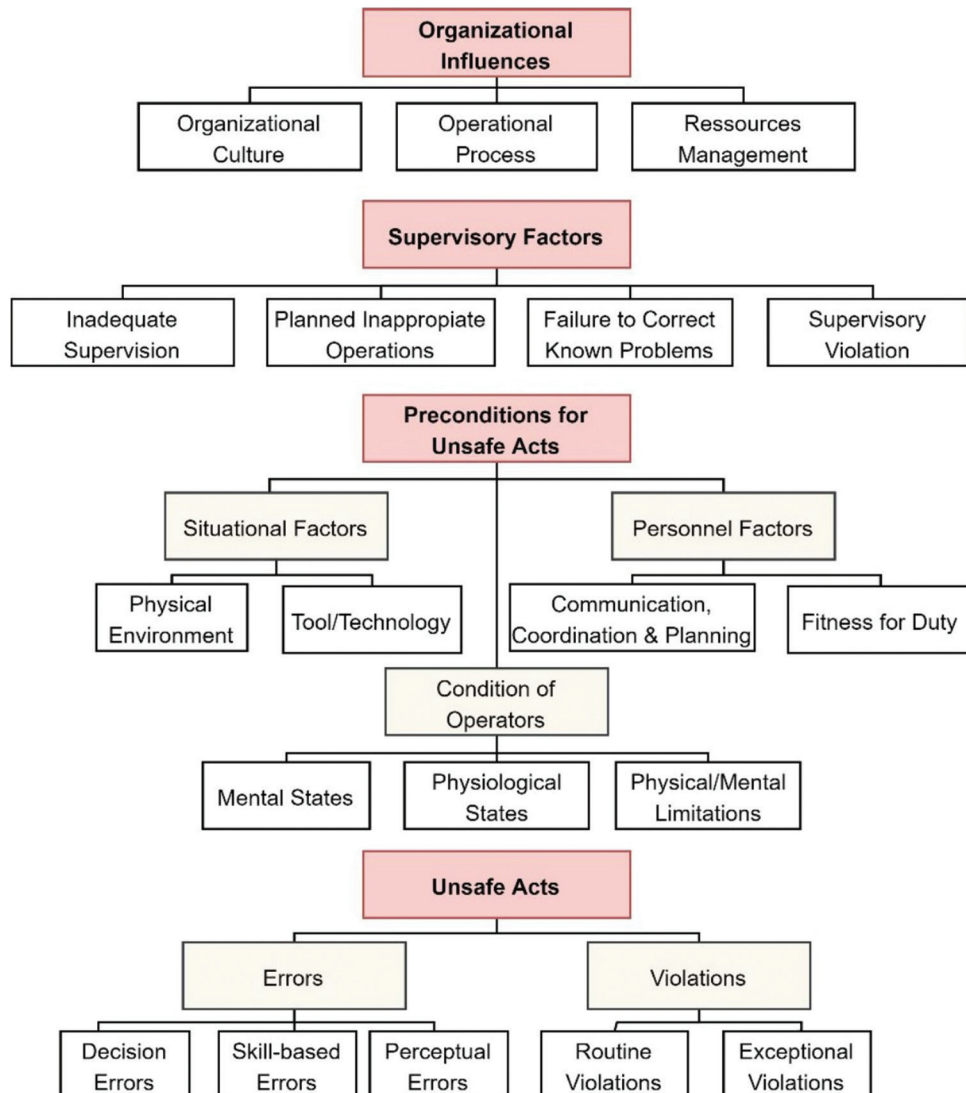 Organizational
Influences
Organizational
Culture
Operational
Process
Ressources
Management
Supervisory Factors
Inadequate
Supervision
Planned Inappropiate
Operations
Failure to Correct
Known Problems
Supervisory
Violation
Preconditions for
Unsafe Acts
Situational Factors
Personnel Factors
Physical
Environment
Tool/Technology
Communication,
Coordination & Planning
Fitness for Duty
Condition of
Operators
Mental States
Physiological
States
Physical/Mental
Limitations
Unsafe Acts
Errors
Violations
Decision
Errors
Skill-based
Errors
Perceptual
Errors
Routine
Violations
Exceptional
Violations